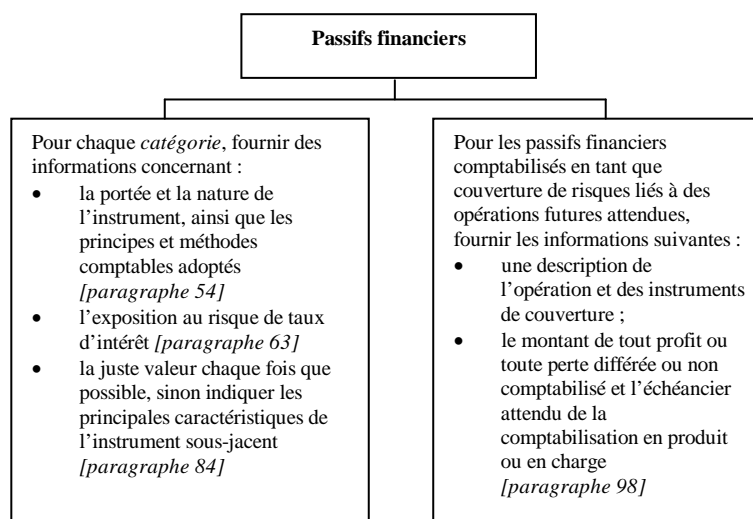 Passifs financiers
Pour chaque catégorie, fournir des
informations concernant :
• la portée et la nature de
l'instrument, ainsi que les
principes et méthodes
comptables adoptés
[paragraphe 54]
• l'exposition au risque de taux
d'intérêt [paragraphe 63]
• la juste valeur chaque fois que
possible, sinon indiquer les
principales caractéristiques de
l'instrument sous-jacent
[paragraphe 84]
Pour les passifs financiers
comptabilisés en tant que
couverture de risques liés à des
opérations futures attendues,
fournir les informations suivantes :
• une description de
l'opération et des instruments
de couverture ;
• le montant de tout profit ou
toute perte différée ou non
comptabilisé et l'échéancier
attendu de la
comptabilisation en produit
ou en charge
[paragraphe 98]